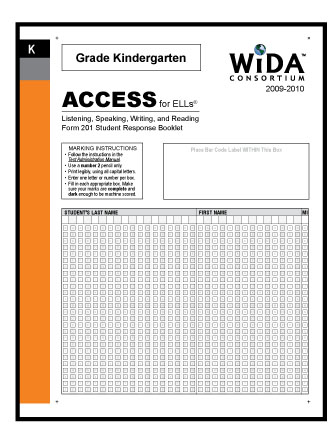 K
Grade Kindergarten
WiDA™
CONSORTIUM
2009-2010
ACCESS for ELLs®
Listening, Speaking, Writing, and Reading
Form 201 Student Response Booklet
MARKING INSTRUCTIONS
• Follow the instructions in the
Test Administration Manual
• Use a number 2 pencil only.
• Print legibly, using all capital letters.
• Enter one letter or number per box.
• Fill in each appropriate box. Make
sure your marks are complete and
dark enough to be machine scored.
Place Bar Code Label WITHIN This Box
STUDENT'S LAST NAME
FIRST NAME
MI